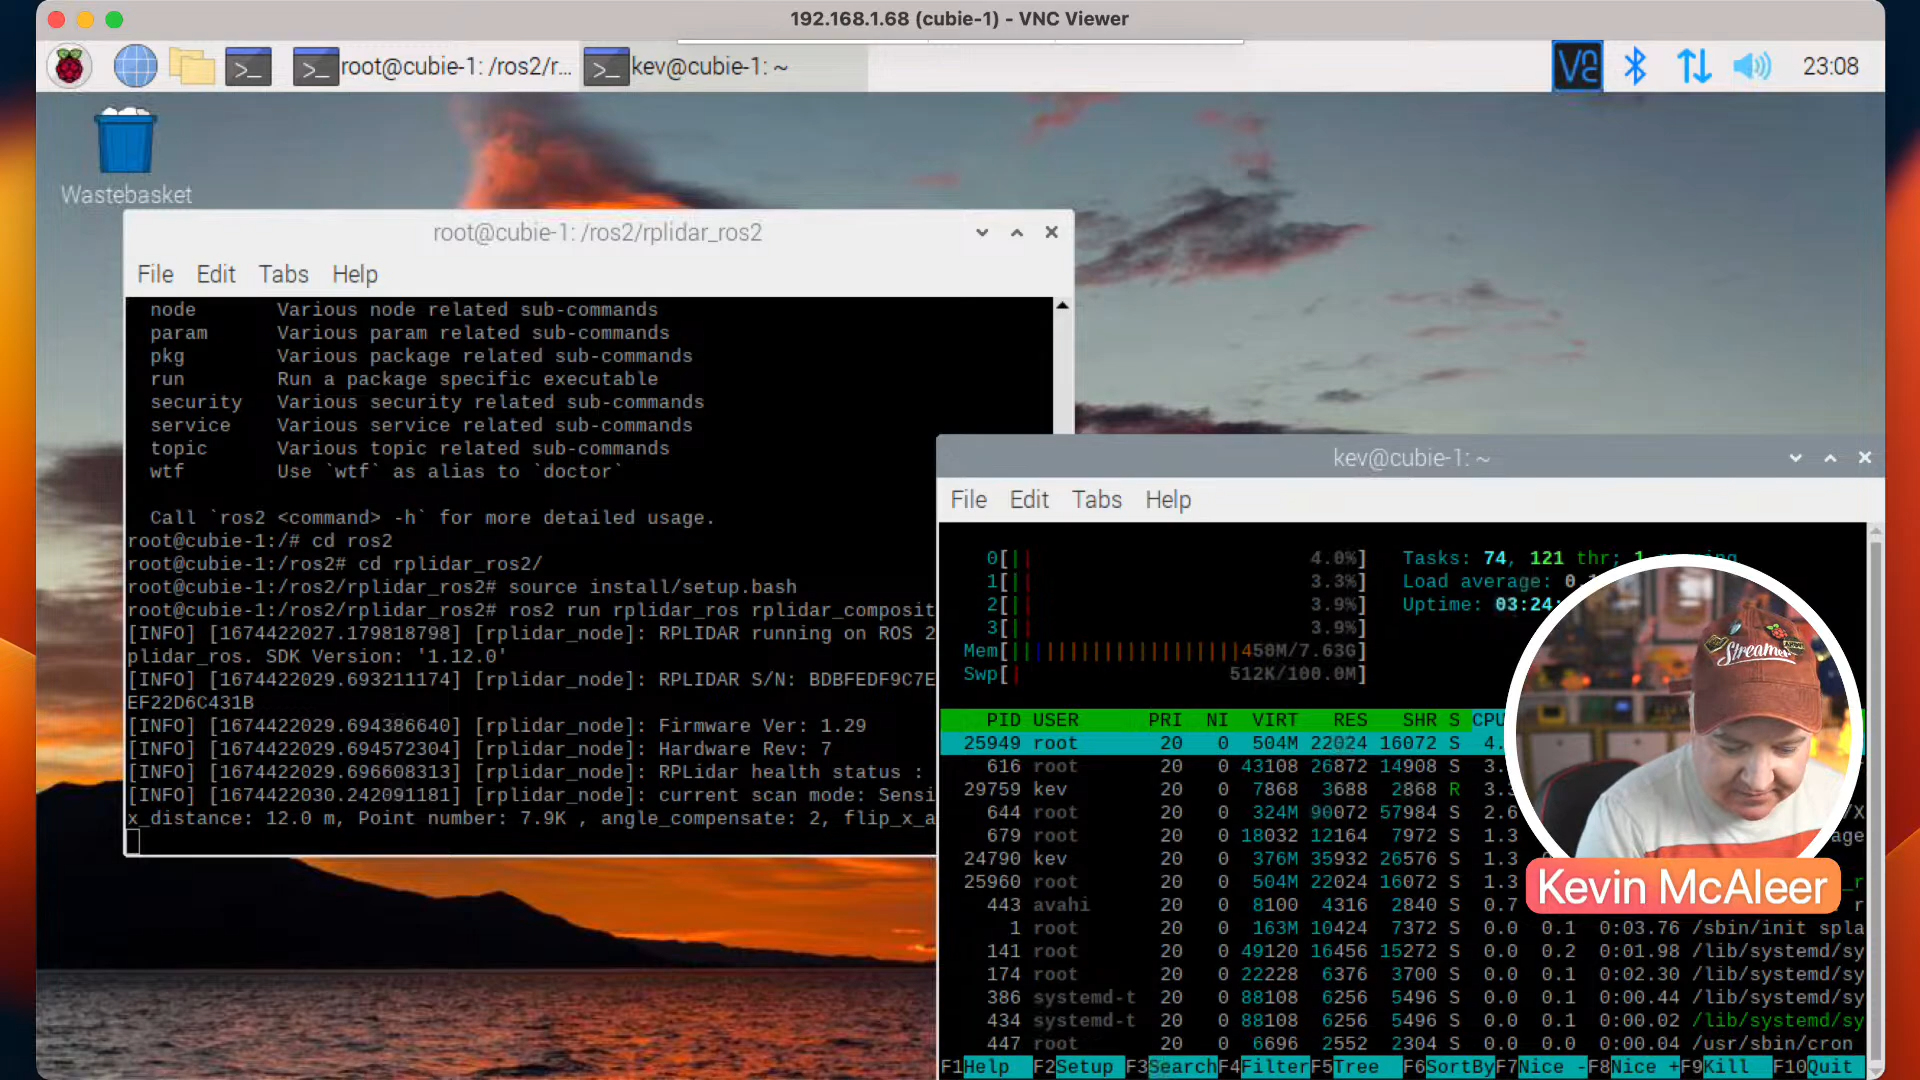 192.168.1.68 (cubie-1) - VNC Viewer
root@cubie-1: /ros2/r...
kev@cubie-1: ~
23:08
Wastebasket
root@cubie-1: /ros2/rplidar_ros2
File Edit Tabs Help
node Various node related sub-commands
param Various param related sub-commands
pkg Various package related sub-commands
run Run a package specific executable
security Various security related sub-commands
service Various service related sub-commands
topic Various topic related sub-commands
wtf Use `wtf` as alias to `doctor`
Call `ros2 <command> -h` for more detailed usage.
root@cubie-1:/# cd ros2
root@cubie-1:/ros2# cd rplidar_ros2/
root@cubie-1:/ros2/rplidar_ros2# source install/setup.bash
root@cubie-1:/ros2/rplidar_ros2# ros2 run rplidar_ros rplidar_composit
[INFO] [1674422027.179818798] [rplidar_node]: RPLIDAR running on ROS 2
plidar_ros. SDK Version: '1.12.0'
[INFO] [1674422029.693211174] [rplidar_node]: RPLIDAR S/N: BDBFEDF9C7E
EF22D6C431B
[INFO] [1674422029.694386640] [rplidar_node]: Firmware Ver: 1.29
[INFO] [1674422029.694572304] [rplidar_node]: Hardware Rev: 7
[INFO] [1674422029.696608313] [rplidar_node]: RPLidar health status :
[INFO] [1674422030.242091181] [rplidar_node]: current scan mode: Sensi
x_distance: 12.0 m, Point number: 7.9K , angle_compensate: 2, flip_x_a
kev@cubie-1: ~
File Edit Tabs Help
0[|| 4.0%] Tasks: 74, 121 thr;
1[|| 3.3%] Load average:
2[|| 3.9%] Uptime: 03:24:
3[|| 3.9%]
Mem[||||||||||||||||||||450M/7.63G]
Swp[| 512K/100.0M]
PID USER PRI NI VIRT RES SHR S CPU
25949 root 20 0 504M 22024 16072 S 4.
616 root 20 0 43108 26872 14908 S 3.
29759 kev 20 0 7868 3688 2868 R 3.3
644 root 20 0 324M 90072 57984 S 2.6 /X
679 root 20 0 18032 12164 7972 S 1.3 age
24790 kev 20 0 376M 35932 26576 S 1.3
25960 root 20 0 504M 22024 16072 S 1.3 _r
443 avahi 20 0 8100 4316 2840 S 0.7 r
1 root 20 0 163M 10424 7372 S 0.0 0.1 0:03.76 /sbin/init spla
141 root 20 0 49120 16456 15272 S 0.0 0.2 0:01.98 /lib/systemd/sy
174 root 20 0 22228 6376 3700 S 0.0 0.1 0:02.30 /lib/systemd/sy
386 systemd-t 20 0 88108 6256 5496 S 0.0 0.1 0:00.44 /lib/systemd/sy
434 systemd-t 20 0 88108 6256 5496 S 0.0 0.1 0:00.02 /lib/systemd/sy
447 root 20 0 6696 2552 2304 S 0.0 0.0 0:00.04 /usr/sbin/cron
F1Help F2Setup F3Search F4Filter F5Tree F6SortBy F7Nice - F8Nice + F9Kill F10Quit
Streamer
Kevin McAleer